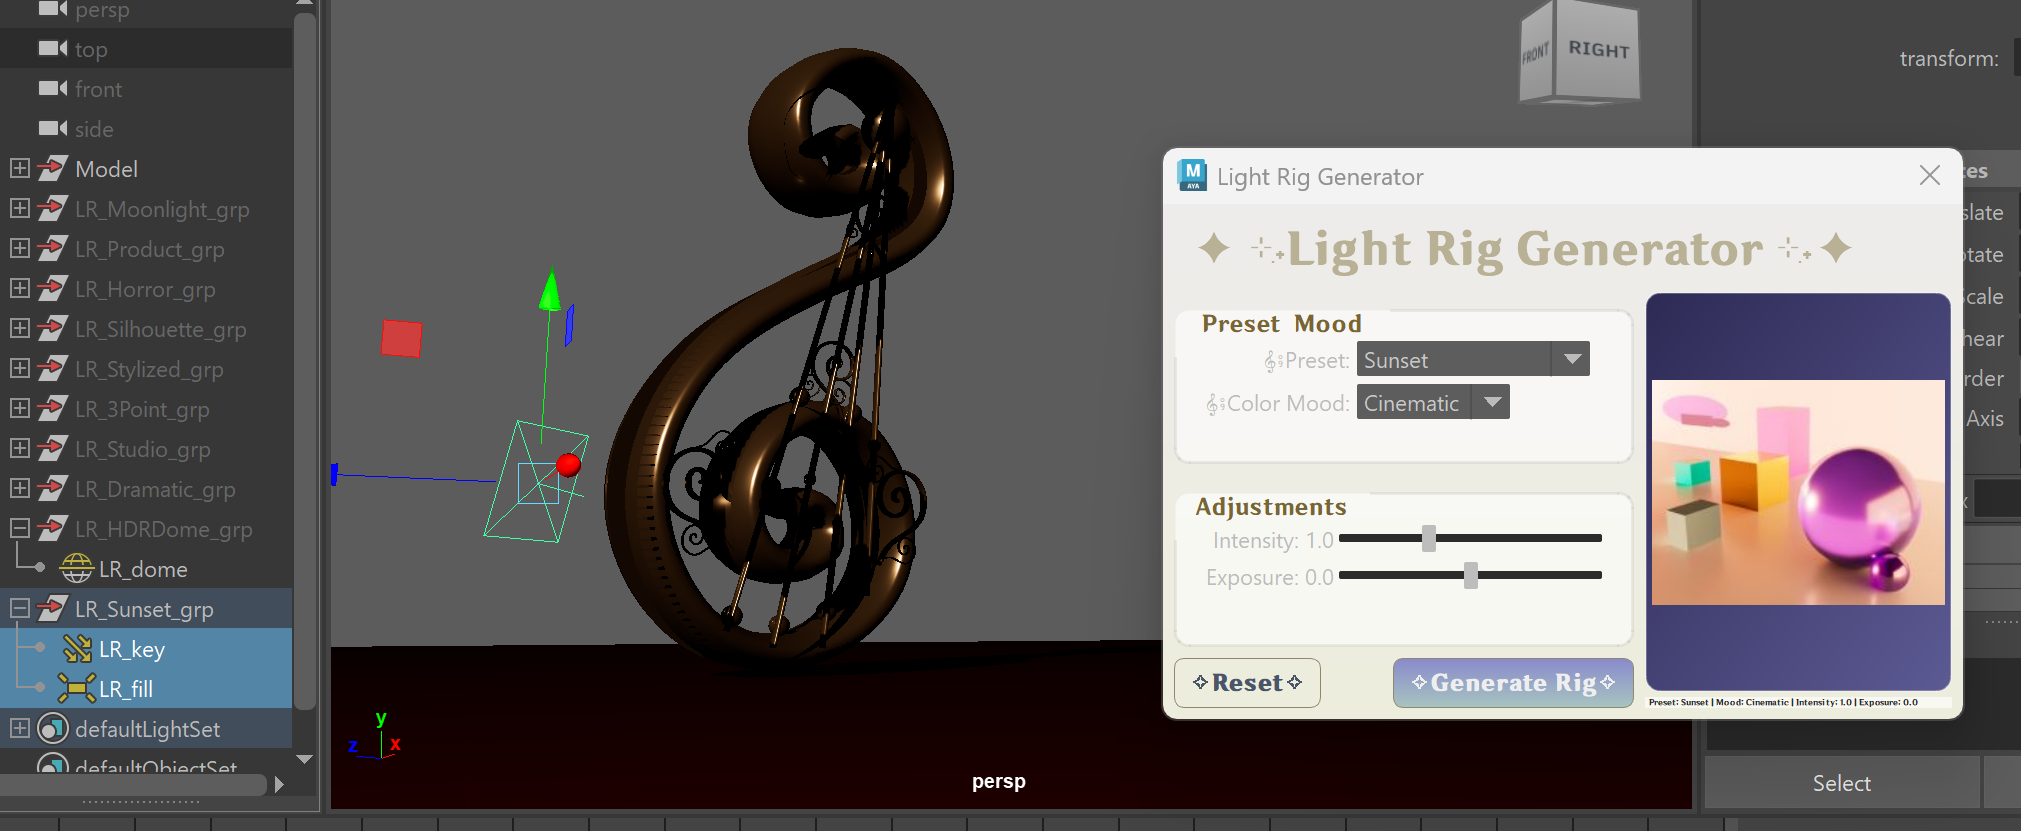 persp
top
front
side
Model
LR_Moonlight_grp
LR_Product_grp
LR_Horror_grp
LR_Silhouette_grp
LR_Stylized_grp
LR_3Point_grp
LR_Studio_grp
LR_Dramatic_grp
LR_HDRDome_grp
LR_dome
LR_Sunset_grp
LR_key
LR_fill
defaultLightSet
defaultObjectSet
FRONT
RIGHT
y
z
x
persp
M
AYA
Light Rig Generator
Light Rig Generator
Preset Mood
Preset: Sunset
Color Mood: Cinematic
Adjustments
Intensity: 1.0
Exposure: 0.0
Reset
Generate Rig
Preset: Sunset | Mood: Cinematic | Intensity: 1.0 | Exposure: 0.0
transform:
tes
slate
otate
Scale
hear
rder
Axis
Select